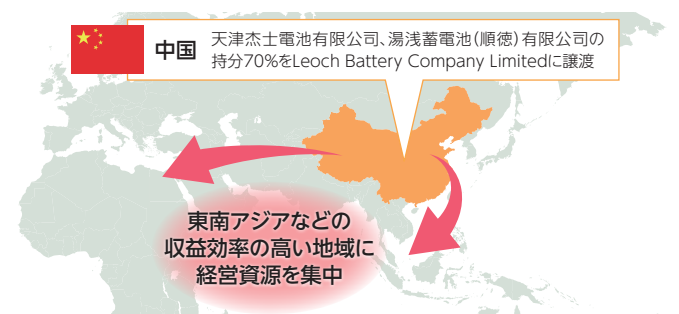 中国
天津杰士電池有限公司、湯浅蓄電池（順徳）有限公司の
持分70%をLeoch Battery Company Limitedに譲渡
東南アジアなどの
収益効率の高い地域に
経営資源を集中